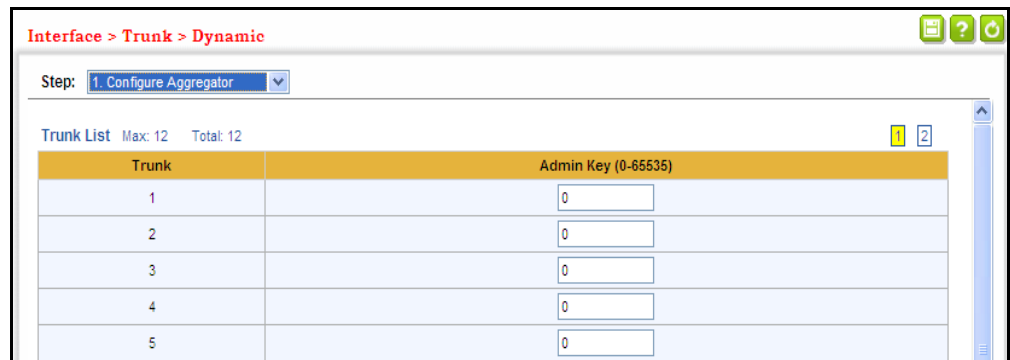 Interface > Trunk > Dynamic
?
Step: 1. Configure Aggregator
Trunk List Max: 12 Total: 12 1 2
Trunk Admin Key (0-65535)
1 0
2 0
3 0
4 0
5 0